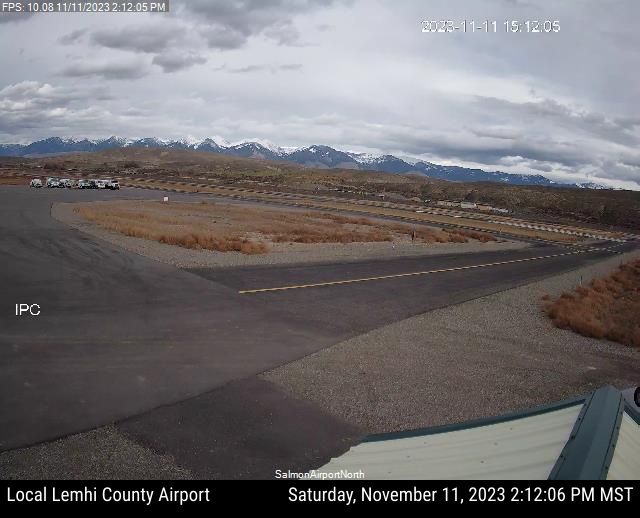 FPS: 10.08 11/11/2023 2:12:05 PM
2023-11-11 15:12:05
IPC
SalmonAirportNorth
Local Lemhi County Airport Saturday, November 11, 2023 2:12:06 PM MST